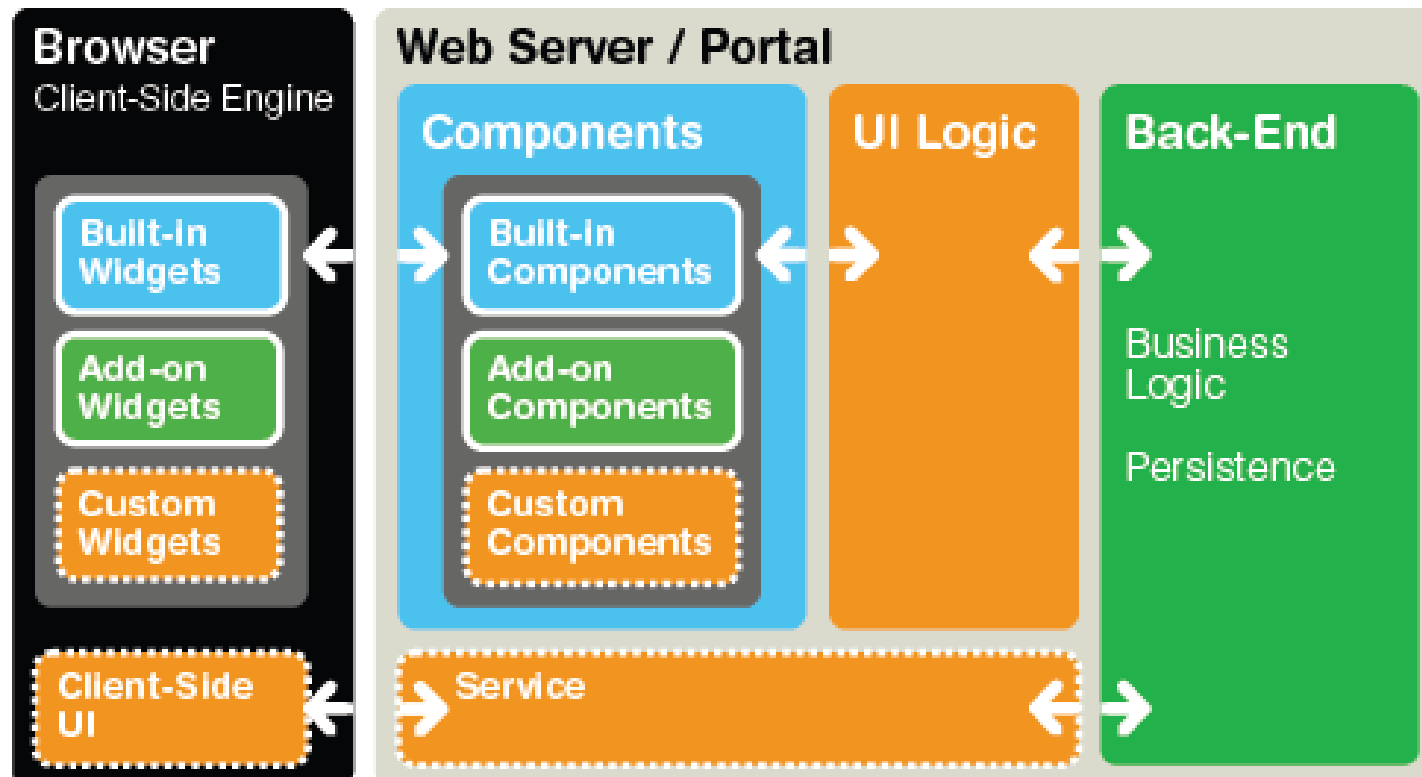 Browser
Client-Side Engine
Built-in
Widgets
Add-on
Widgets
Custom
Widgets
Client-Side
UI
Web Server / Portal
Components
Built-in
Components
Add-on
Components
Custom
Components
UI Logic
Service
Back-End
Business
Logic
Persistence